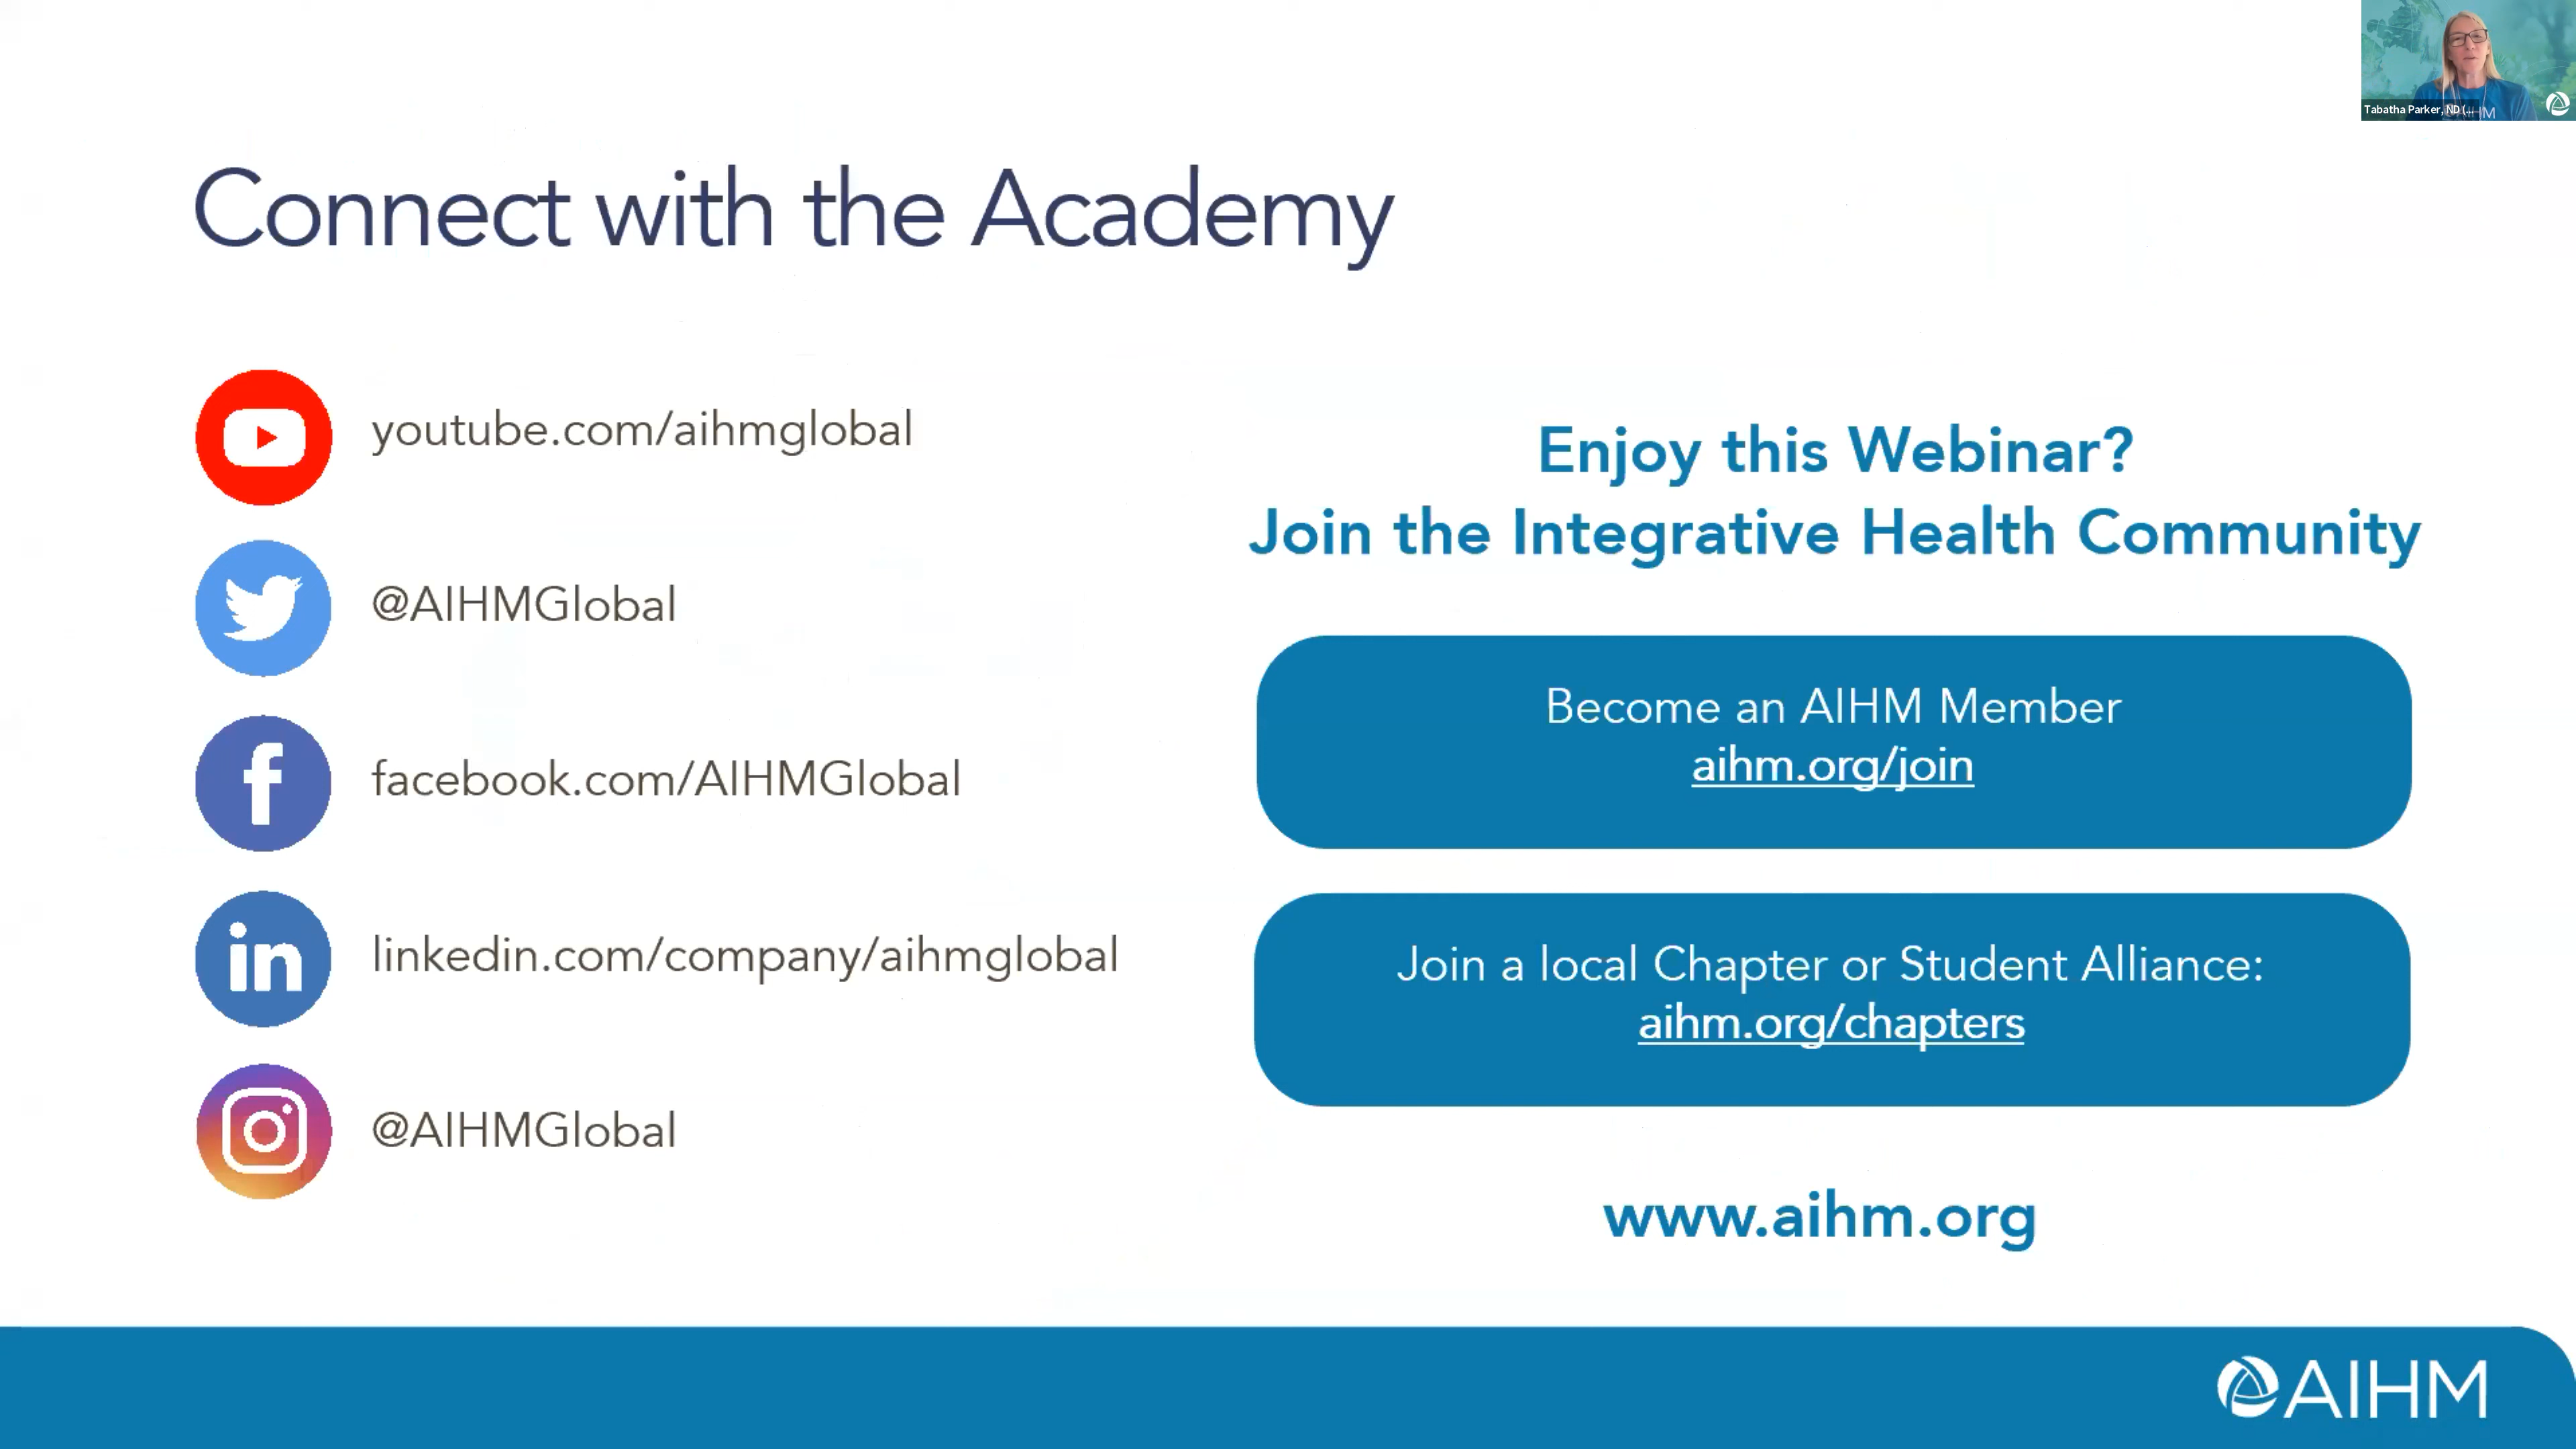 Tabatha Parker, ND (...
Connect with the Academy
youtube.com/aihmglobal
@AIHMGlobal
facebook.com/AIHMGlobal
linkedin.com/company/aihmglobal
@AIHMGlobal
Enjoy this Webinar?
Join the Integrative Health Community
Become an AIHM Member
aihm.org/join
Join a local Chapter or Student Alliance:
aihm.org/chapters
www.aihm.org
AIHM